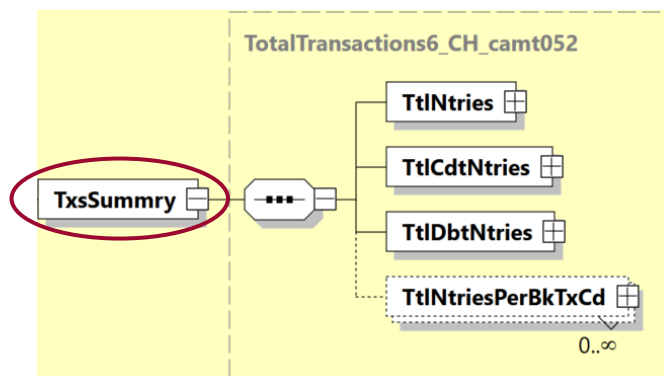 TotalTransactions6_CH_camt052
TtlNtries
TtlCdtNtries
TxsSummry
TtlDbtNtries
TtlNtriesPerBkTxCd
0..∞